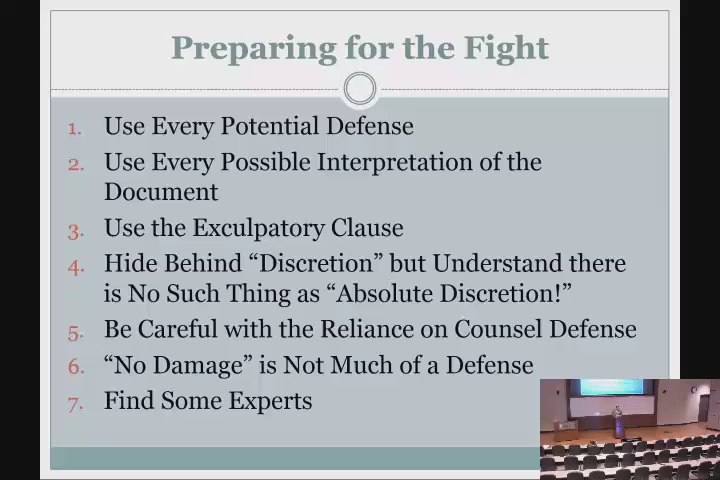 Preparing for the Fight
1. Use Every Potential Defense
2. Use Every Possible Interpretation of the
Document
3. Use the Exculpatory Clause
4. Hide Behind “Discretion” but Understand there
is No Such Thing as “Absolute Discretion!”
5. Be Careful with the Reliance on Counsel Defense
6. “No Damage” is Not Much of a Defense
7. Find Some Experts